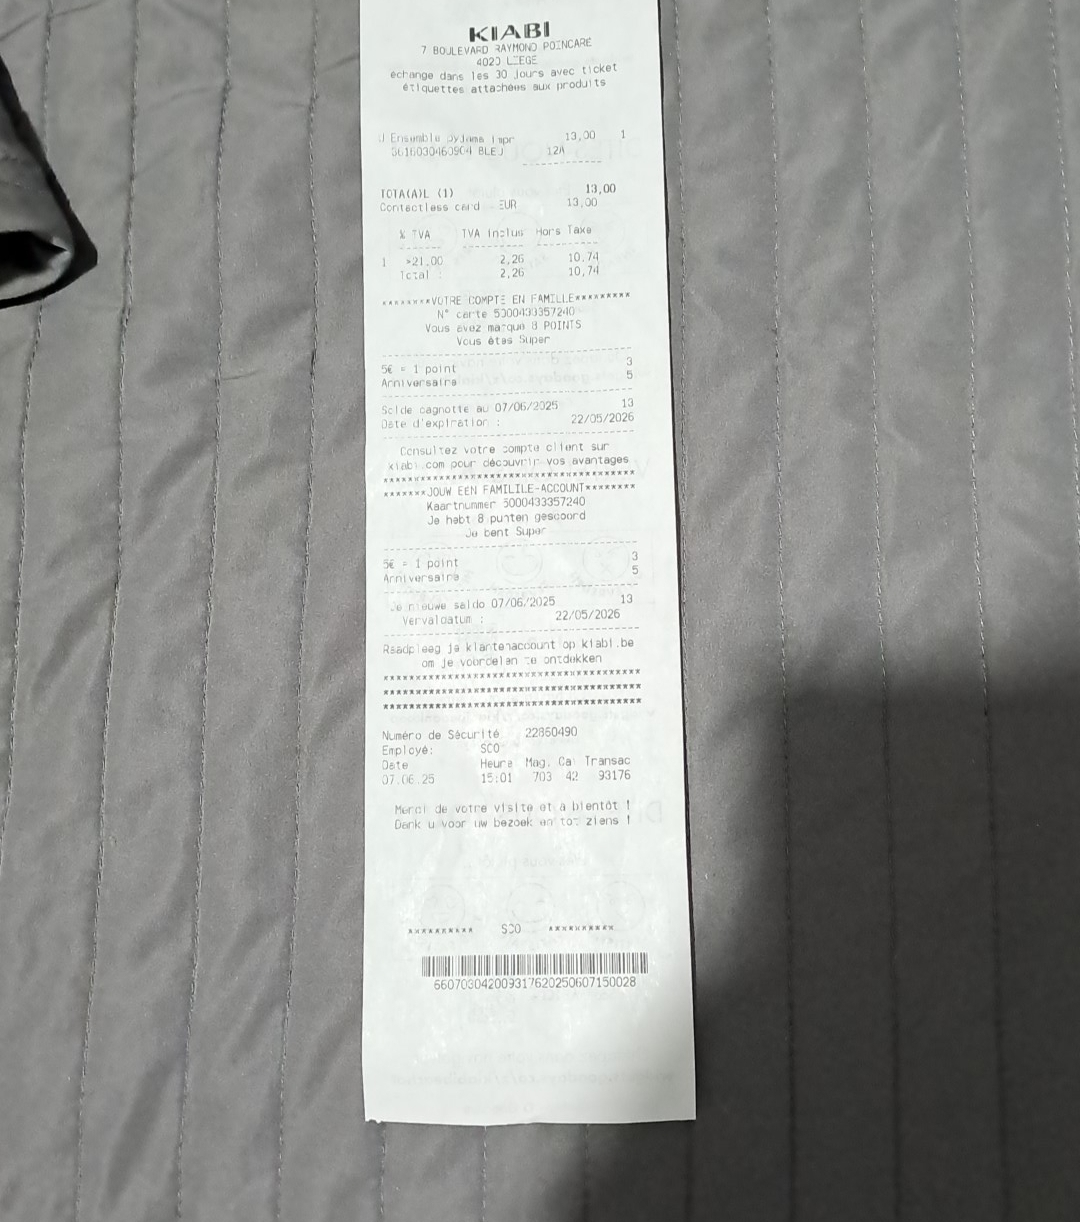 KIABI
7 BOULEVARD RAYMOND POINCARE
4020 LIEGE
échange dans les 30 jours avec ticket
étiquettes attachées aux produits
Ensemble pyjama impr 13,00 1
BLEJ 12A
TOTA(A)L (1) 13,00
Contactless card EUR 13,00
% TVA TVA Inclus Hors Taxe
1 >21,00 2,26 10,74
Total : 2,26 10,74
********VOTRE COMPTE EN FAMILLE*********
N° carte 5000433357240
Vous avez marqué 8 POINTS
Vous êtes Super
5€ = 1 point 3
Anniversaire 5
Solde cagnotte au 07/06/2025 13
Date d'expiration : 22/05/2026
Consultez votre compte client sur
kiabi.com pour découvrir vos avantages
****************************************
*******JOUW EEN FAMILILE-ACCOUNT********
Kaartnummer 5000433357240
Je hebt 8 punten gescoord
Je bent Super
5€ = 1 point 3
Anniversaire 5
Je nieuwe saldo 07/06/2025 13
Vervaldatum : 22/05/2026
Raadpleeg je klantenaccount op kiabi.be
om je voordelen te ontdekken
****************************************
****************************************
****************************************
Numéro de Sécurité 22860490
Employé: SCO
Date Heure Mag. Ca Transac
07.06.25 15:01 703 42 93176
Merci de votre visite et à bientôt !
Dank u voor uw bezoek en tot ziens !
********** SCO **********
660703042009317620250607150028